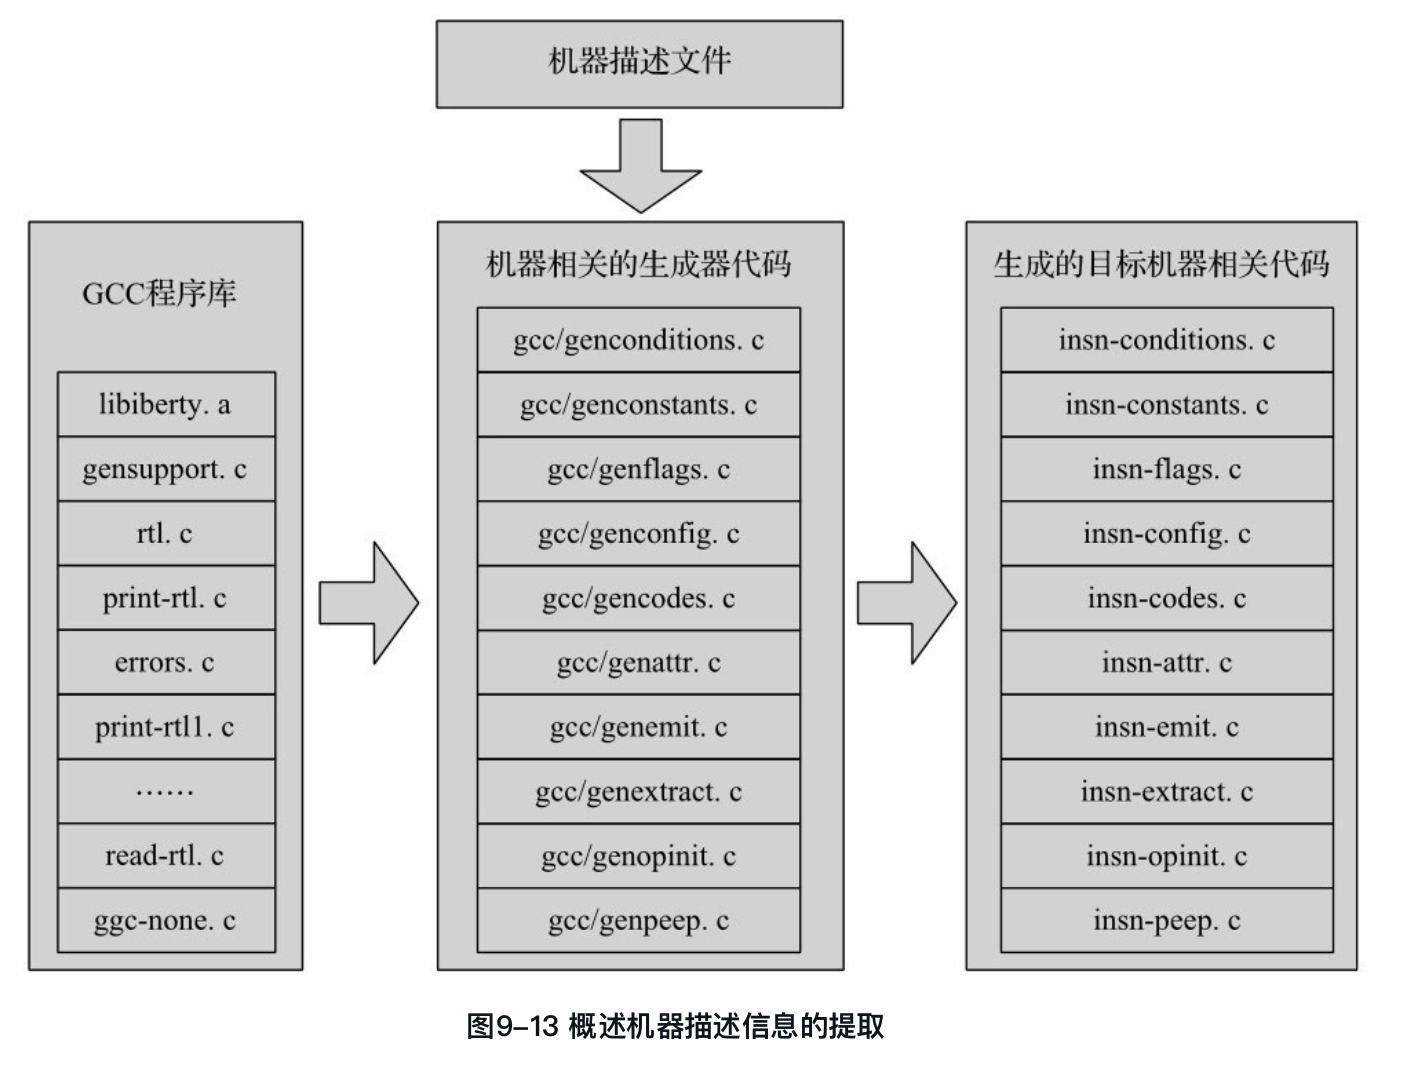 机器描述文件
GCC程序库
libiberty. a
gensupport. c
rtl. c
print-rtl. c
errors. c
print-rtl1. c
······
read-rtl. c
ggc-none. c
机器相关的生成器代码
gcc/genconditions. c
gcc/genconstants. c
gcc/genflags. c
gcc/genconfig. c
gcc/gencodes. c
gcc/genattr. c
gcc/genemit. c
gcc/genextract. c
gcc/genopinit. c
gcc/genpeep. c
生成的目标机器相关代码
insn-conditions. c
insn-constants. c
insn-flags. c
insn-config. c
insn-codes. c
insn-attr. c
insn-emit. c
insn-extract. c
insn-opinit. c
insn-peep. c
图9-13 概述机器描述信息的提取